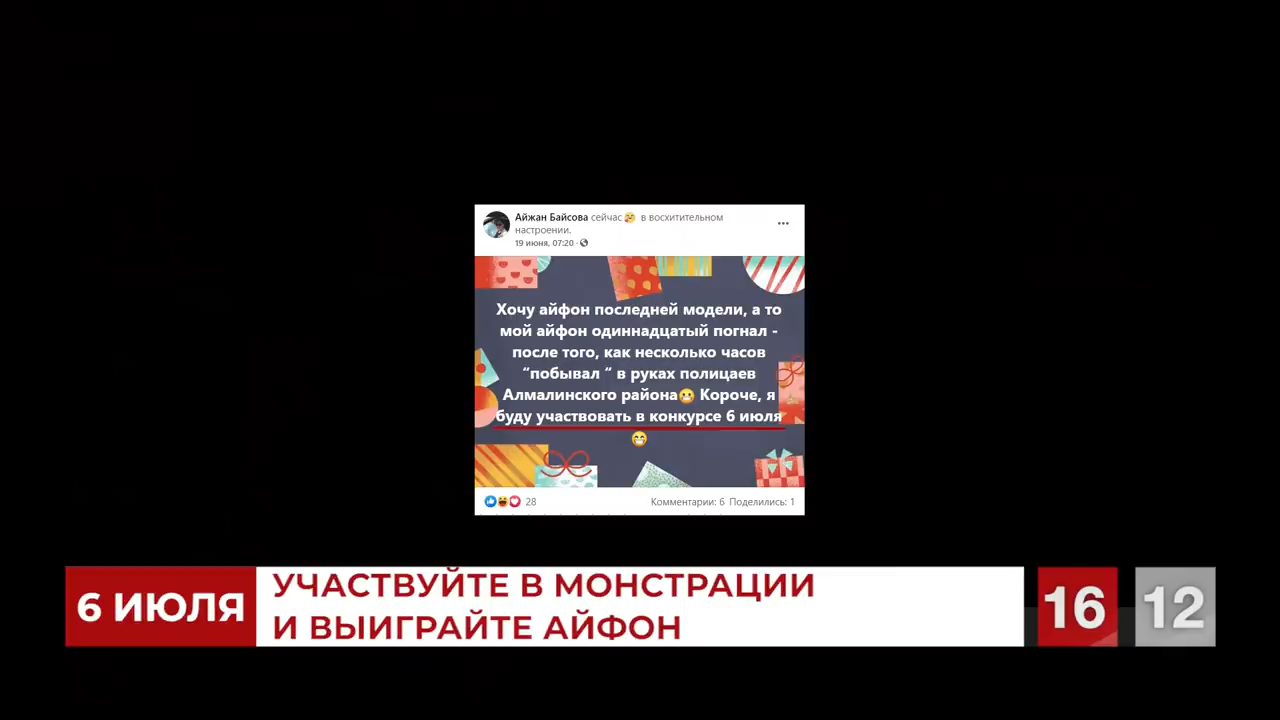 Айжан Байсова сейчас 🥰 в восхитительном
настроении.
19 июня, 07:20 ·
Хочу айфон последней модели, а то
мой айфон одиннадцатый погнал -
после того, как несколько часов
“побывал “ в руках полицаев
Алмалинского района😁 Короче, я
буду участвовать в конкурсе 6 июля
😁
28 Комментарии: 6 Поделились: 1
6 ИЮЛЯ
УЧАСТВУЙТЕ В МОНСТРАЦИИ
И ВЫИГРАЙТЕ АЙФОН
16 12